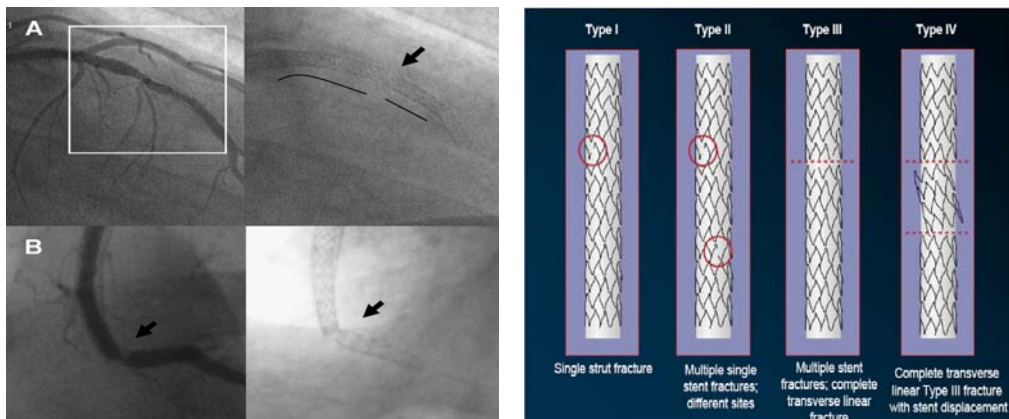 A
B
Type I
Type II
Type III
Type IV
Single strut fracture
Multiple single
stent fractures;
different sites
Multiple stent
fractures; complete
transverse linear
fracture
Complete transverse
linear Type III fracture
with stent displacement